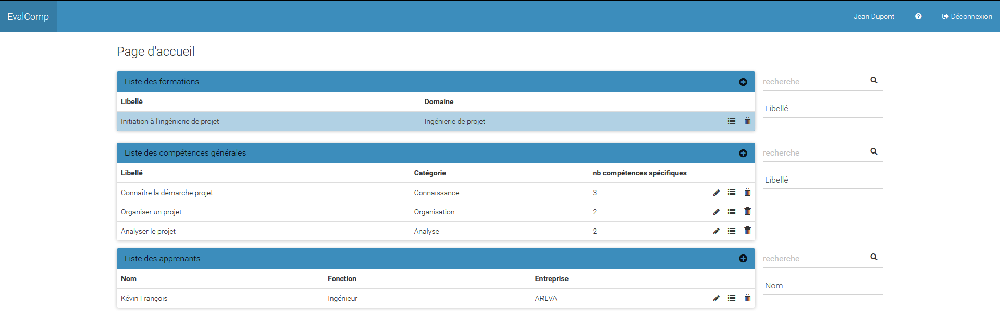 EvalComp Jean Dupont Déconnexion
Page d'accueil
Liste des formations
recherche
Libellé Domaine
Libellé
Initiation à l'ingénierie de projet Ingénierie de projet
Liste des compétences générales
recherche
Libellé Catégorie nb compétences spécifiques
Libellé
Connaître la démarche projet Connaissance 3
Organiser un projet Organisation 2
Analyser le projet Analyse 2
Liste des apprenants
recherche
Nom Fonction Entreprise
Nom
Kévin François Ingénieur AREVA